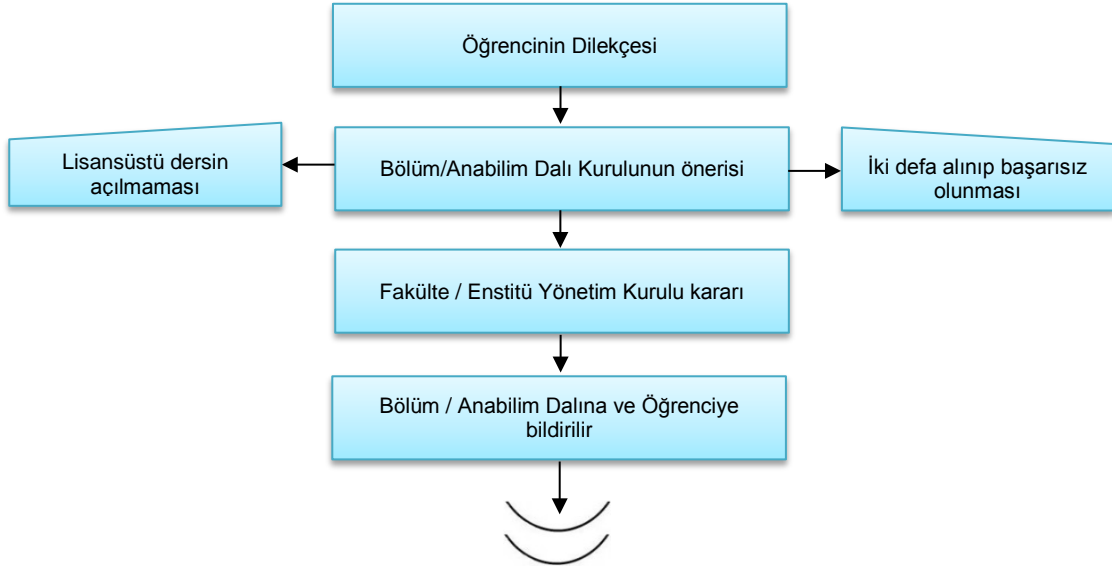 Öğrencinin Dilekçesi
Lisansüstü dersin
açılmaması
Bölüm/Anabilim Dalı Kurulunun önerisi
İki defa alınıp başarısız
olunması
Fakülte / Enstitü Yönetim Kurulu kararı
Bölüm / Anabilim Dalına ve Öğrenciye
bildirilir